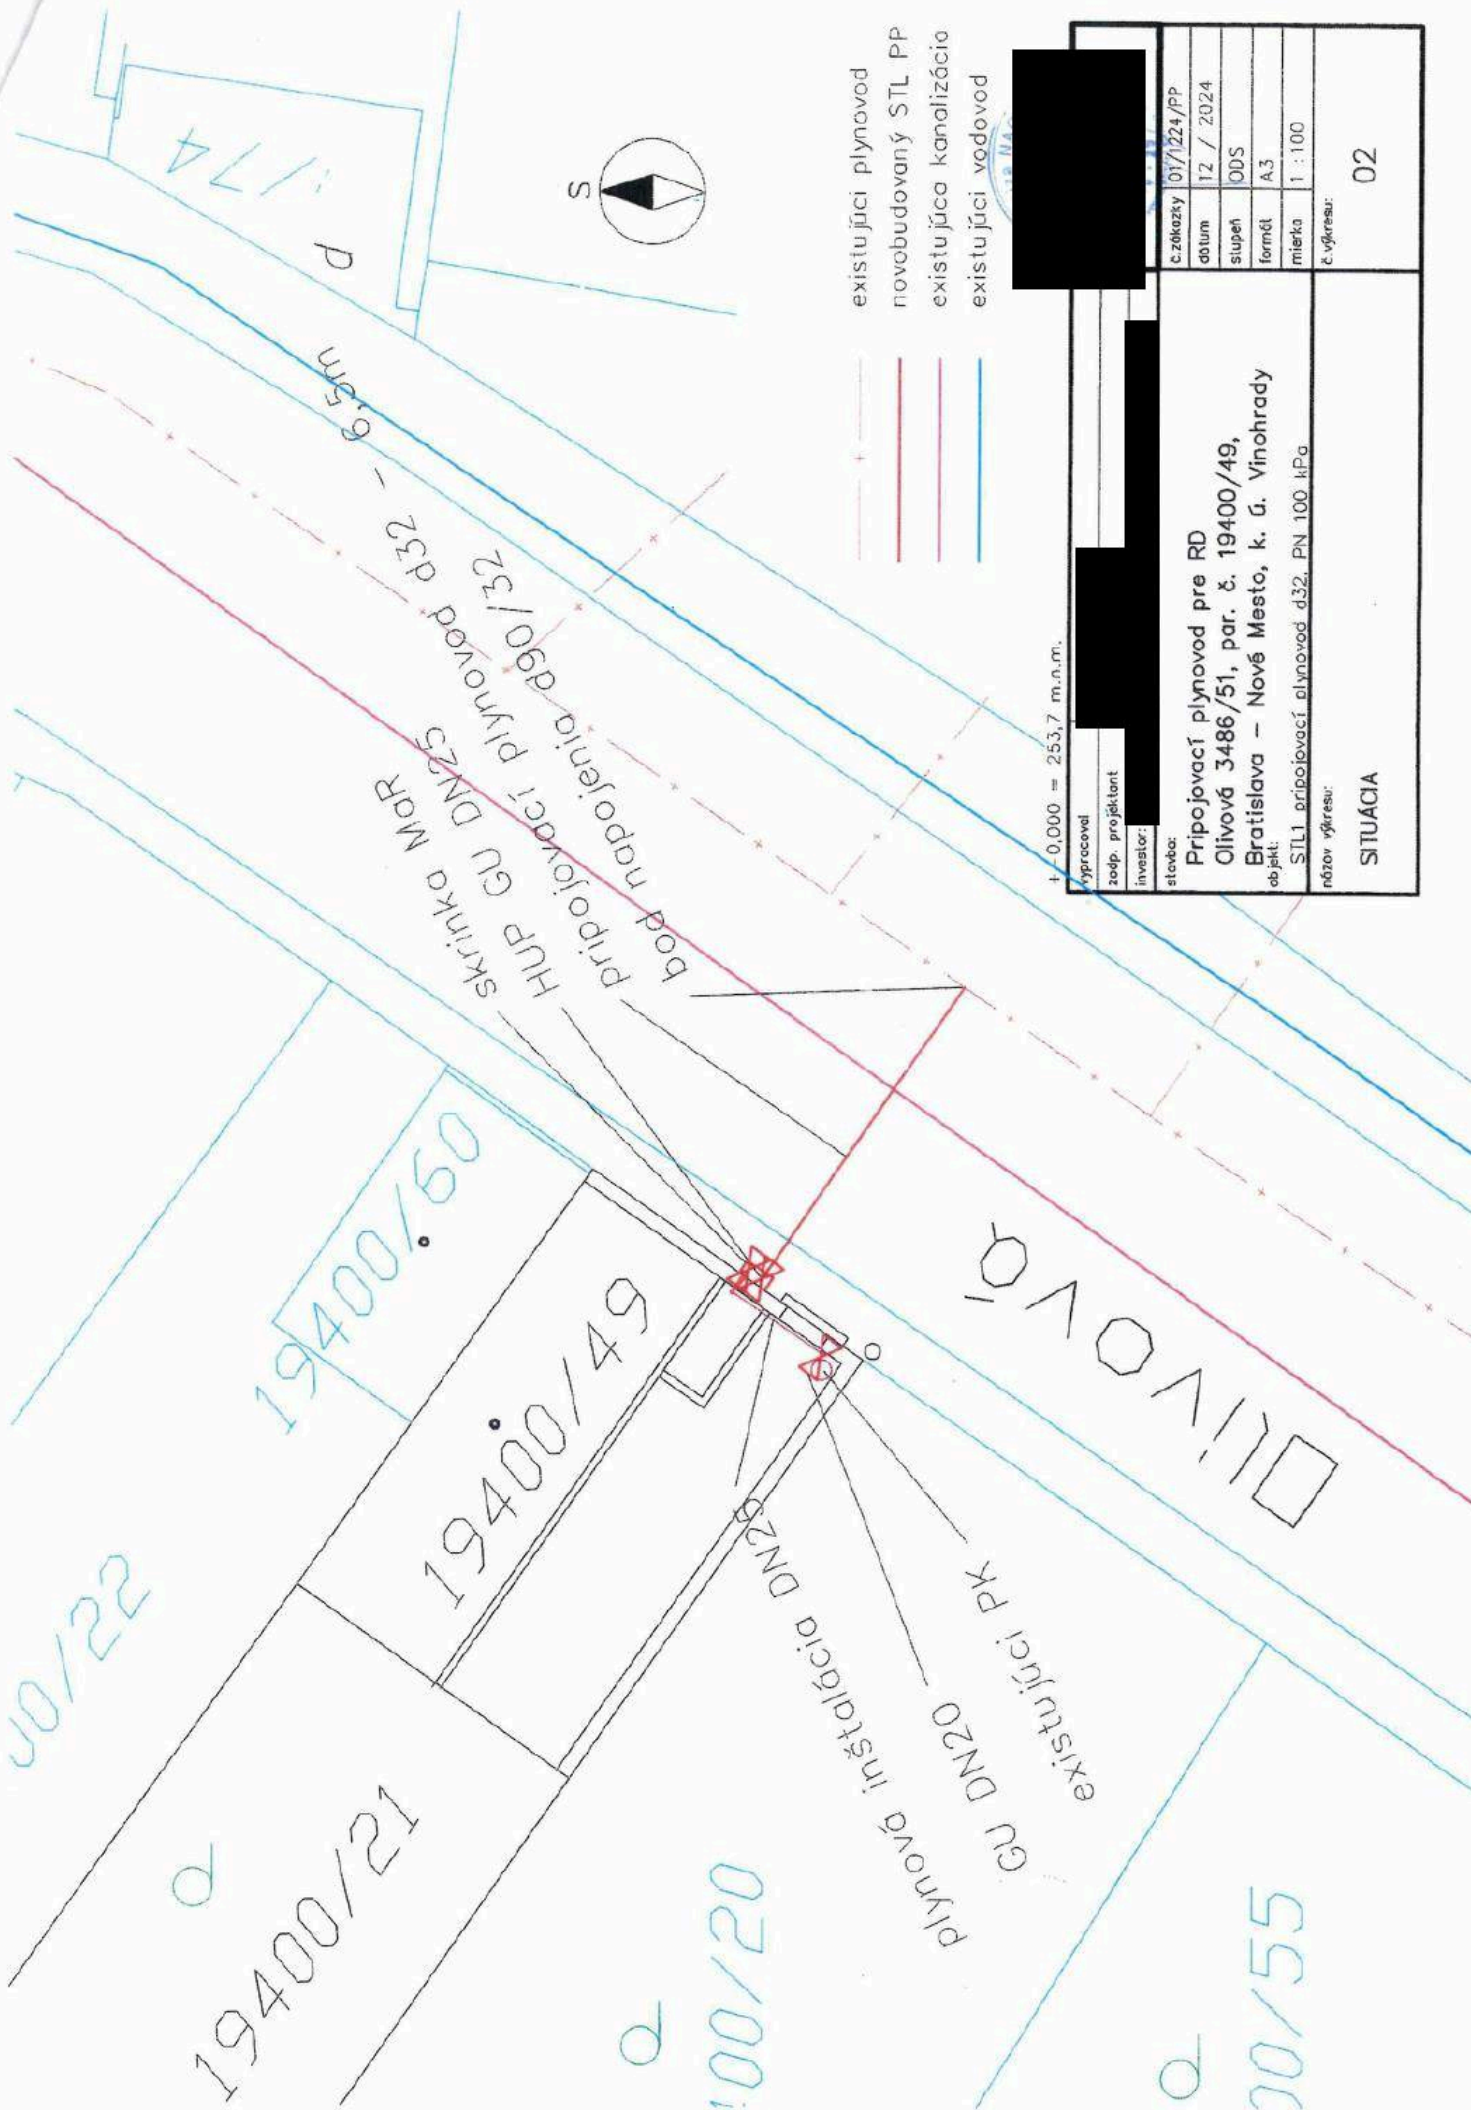 19400/60
19400/49
19400/21
00/55
:/74
d
S
existujúci plynovod
novobudovaný STL PP
existujúca kanalizácia
existujúci vodovod
skrinka MaR
HUP GU DN25
pripojovací plynovod d32 - 6,5m
bod napojenia d90/32
plynová inštalácia DN25
GU DN20
existujúci PK
Olivová
+-0,000 = 253,7 m.n.m.
vypracoval
zodp. projektant
investor:
stavba:
Pripojovací plynovod pre RD
Olivová 3486/51, par. č. 19400/49,
Bratislava - Nové Mesto, k. ú. Vinohrady
objekt:
STL1 pripojovací plynovod d32, PN 100 kPa
názov výkresu:
SITUÁCIA
č.zákazky 01/1224/PP
dátum 12 / 2024
stupeň ODS
formát A3
mierka 1 :100
č.výkresu:
02